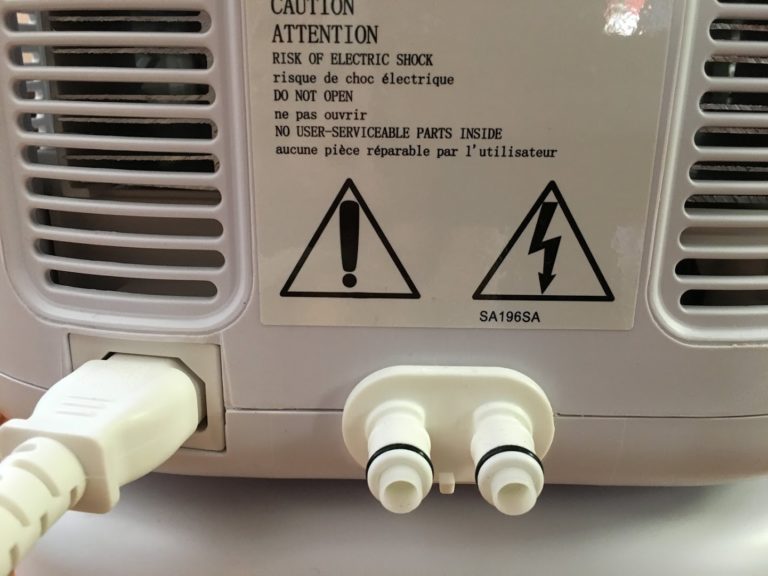 CAUTION
ATTENTION
RISK OF ELECTRIC SHOCK
risque de choc électrique
DO NOT OPEN
ne pas ouvrir
NO USER-SERVICEABLE PARTS INSIDE
aucune pièce réparable par l'utilisateur
SA196SA